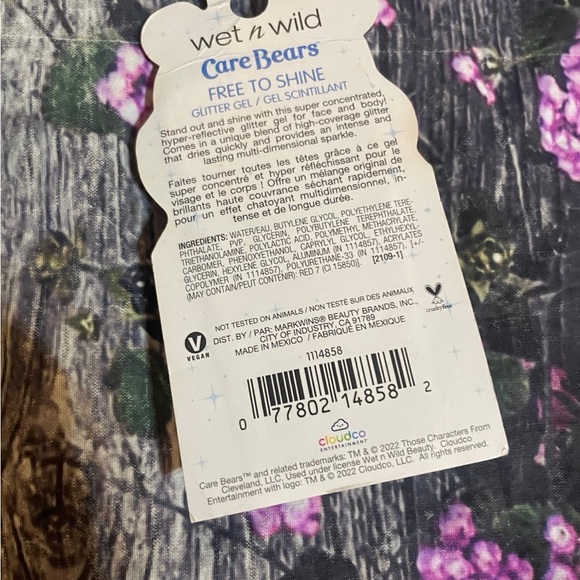 wet n wild
Care Bears™
FREE TO SHINE
GLITTER GEL / GEL SCINTILLANT
Stand out and shine with this super concentrated,
hyper-reflective glitter gel for face and body!
Comes in a unique blend of high-coverage glitter
that dries quickly and provides an intense and
lasting multi-dimensional sparkle.
Faites tourner toutes les têtes grâce à ce gel
super concentré et hyper réfléchissant pour le
visage et le corps ! Offre un mélange original de
brillants haute couvrance séchant rapidement,
pour un effet chatoyant multidimensionnel, in-
tense et de longue durée.
INGREDIENTS: WATER/EAU, BUTYLENE GLYCOL, POLYETHYLENE TERE-
PHTHALATE, PVP, GLYCERIN, POLYBUTYLENE TEREPHTHALATE,
TRIETHANOLAMINE, POLYLACTIC ACID, POLYMETHYL METHACRYLATE,
CARBOMER, PHENOXYETHANOL, CAPRYLYL GLYCOL, ETHYLHEXYL-
GLYCERIN, HEXYLENE GLYCOL, ALUMINUM (IN 1114857), ACRYLATES
COPOLYMER (IN 1114857), POLYURETHANE-33 (IN 1114857). [+/-
(MAY CONTAIN/PEUT CONTENIR): RED 7 (CI 15850)]. [2109-1]
NOT TESTED ON ANIMALS / NON TESTÉ SUR DES ANIMAUX
DIST. BY / PAR: MARKWINS® BEAUTY BRANDS, INC.,
CITY OF INDUSTRY, CA 91789
MADE IN MEXICO / FABRIQUÉ EN MEXIQUE
V
VEGAN
cruelty free
1114858
0 77802 14858 2
cloudco
ENTERTAINMENT
Care Bears™ and related trademarks: TM & © 2022 Those Characters From
Cleveland, LLC. Used under license Wet n Wild Beauty. Cloudco
Entertainment with logo: TM & © 2022 Cloudco, LLC. All rights reserved.